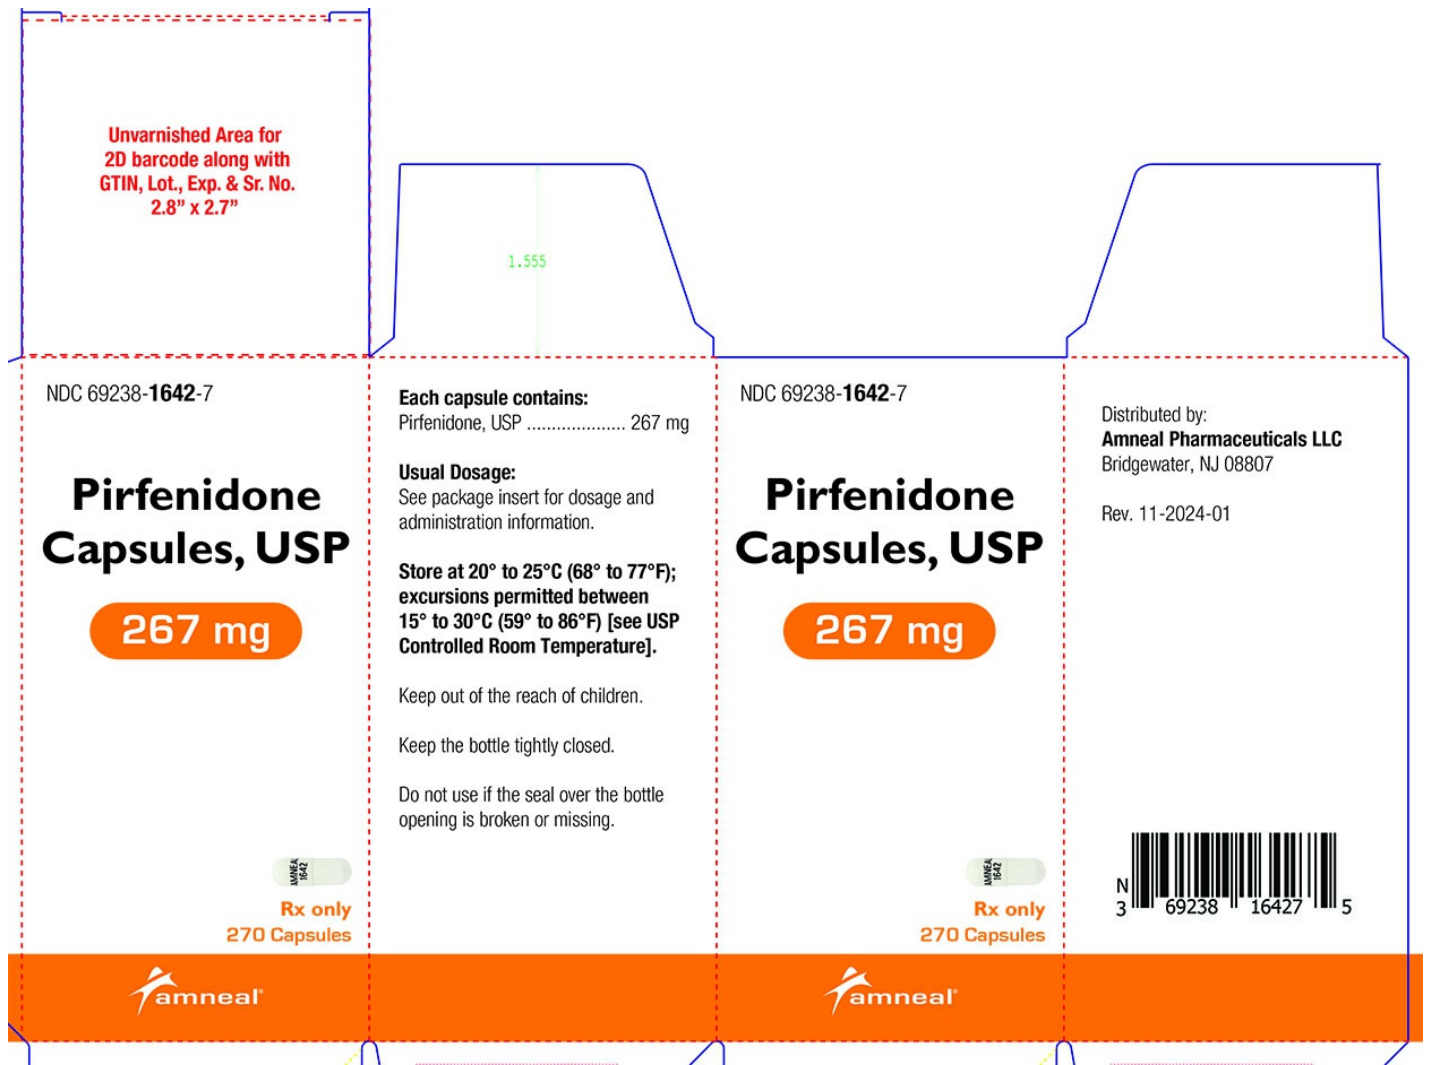 Unvarnished Area for
2D barcode along with
GTIN, Lot., Exp. & Sr. No.
2.8” x 2.7”
1.555
NDC 69238-1642-7
Pirfenidone
Capsules, USP
267 mg
AMNEAL
1642
Rx only
270 Capsules
amneal®
Each capsule contains:
Pirfenidone, USP .................... 267 mg
Usual Dosage:
See package insert for dosage and
administration information.
Store at 20° to 25°C (68° to 77°F);
excursions permitted between
15° to 30°C (59° to 86°F) [see USP
Controlled Room Temperature].
Keep out of the reach of children.
Keep the bottle tightly closed.
Do not use if the seal over the bottle
opening is broken or missing.
NDC 69238-1642-7
Pirfenidone
Capsules, USP
267 mg
AMNEAL
1642
Rx only
270 Capsules
amneal®
Distributed by:
Amneal Pharmaceuticals LLC
Bridgewater, NJ 08807
Rev. 11-2024-01
N
3 69238 16427 5